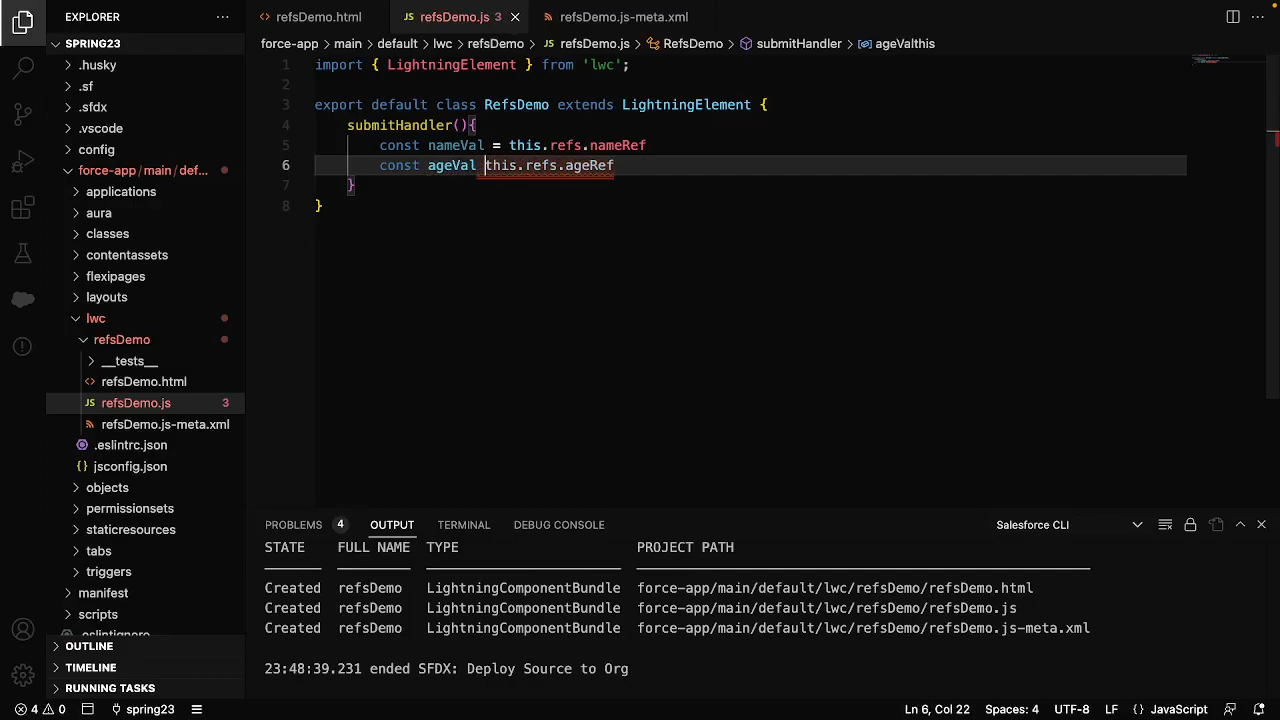 EXPLORER
refsDemo.html
refsDemo.js 3
refsDemo.js-meta.xml
SPRING23
force-app > main > default > lwc > refsDemo > refsDemo.js > RefsDemo > submitHandler > ageValthis
.husky
.sf
.sfdx
.vscode
config
force-app / main / def...
applications
aura
classes
contentassets
flexipages
layouts
lwc
refsDemo
__tests__
refsDemo.html
refsDemo.js 3
refsDemo.js-meta.xml
.eslintrc.json
jsconfig.json
objects
permissionsets
staticresources
tabs
triggers
manifest
scripts
.eslintignore
OUTLINE
TIMELINE
RUNNING TASKS
1 import { LightningElement } from 'lwc';
2
3 export default class RefsDemo extends LightningElement {
4 submitHandler(){
5 const nameVal = this.refs.nameRef
6 const ageVal this.refs.ageRef
7 }
8 }
PROBLEMS 4 OUTPUT TERMINAL DEBUG CONSOLE Salesforce CLI
STATE FULL NAME TYPE PROJECT PATH
Created refsDemo LightningComponentBundle force-app/main/default/lwc/refsDemo/refsDemo.html
Created refsDemo LightningComponentBundle force-app/main/default/lwc/refsDemo/refsDemo.js
Created refsDemo LightningComponentBundle force-app/main/default/lwc/refsDemo/refsDemo.js-meta.xml
23:48:39.231 ended SFDX: Deploy Source to Org
4 0 spring23 Ln 6, Col 22 Spaces: 4 UTF-8 LF {} JavaScript